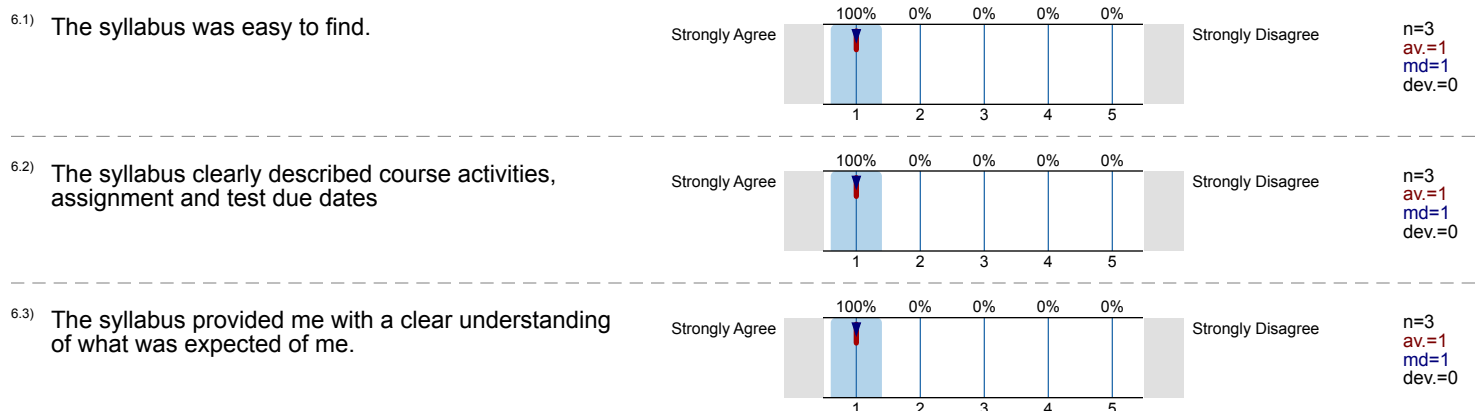 6.1) The syllabus was easy to find.
100% 0% 0% 0% 0%
Strongly Agree
Strongly Disagree
1 2 3 4 5
n=3
av.=1
md=1
dev.=0
6.2) The syllabus clearly described course activities,
assignment and test due dates
100% 0% 0% 0% 0%
Strongly Agree
Strongly Disagree
1 2 3 4 5
n=3
av.=1
md=1
dev.=0
6.3) The syllabus provided me with a clear understanding
of what was expected of me.
100% 0% 0% 0% 0%
Strongly Agree
Strongly Disagree
1 2 3 4 5
n=3
av.=1
md=1
dev.=0